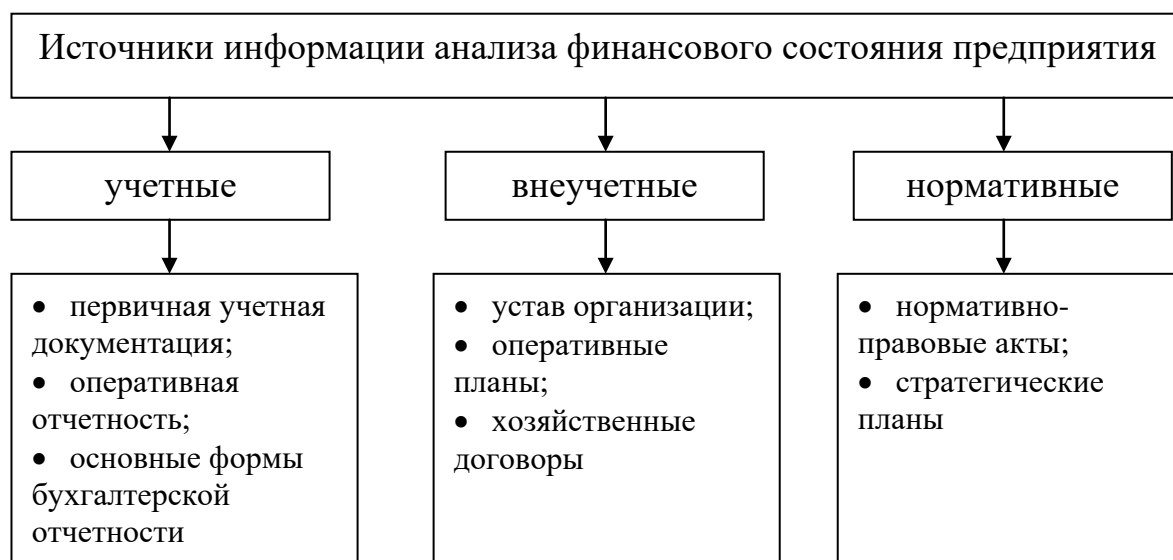 Источники информации анализа финансового состояния предприятия
учетные
внеучетные
нормативные
• первичная учетная
документация;
• оперативная
отчетность;
• основные формы
бухгалтерской
отчетности
• устав организации;
• оперативные
планы;
• хозяйственные
договоры
• нормативно-
правовые акты;
• стратегические
планы